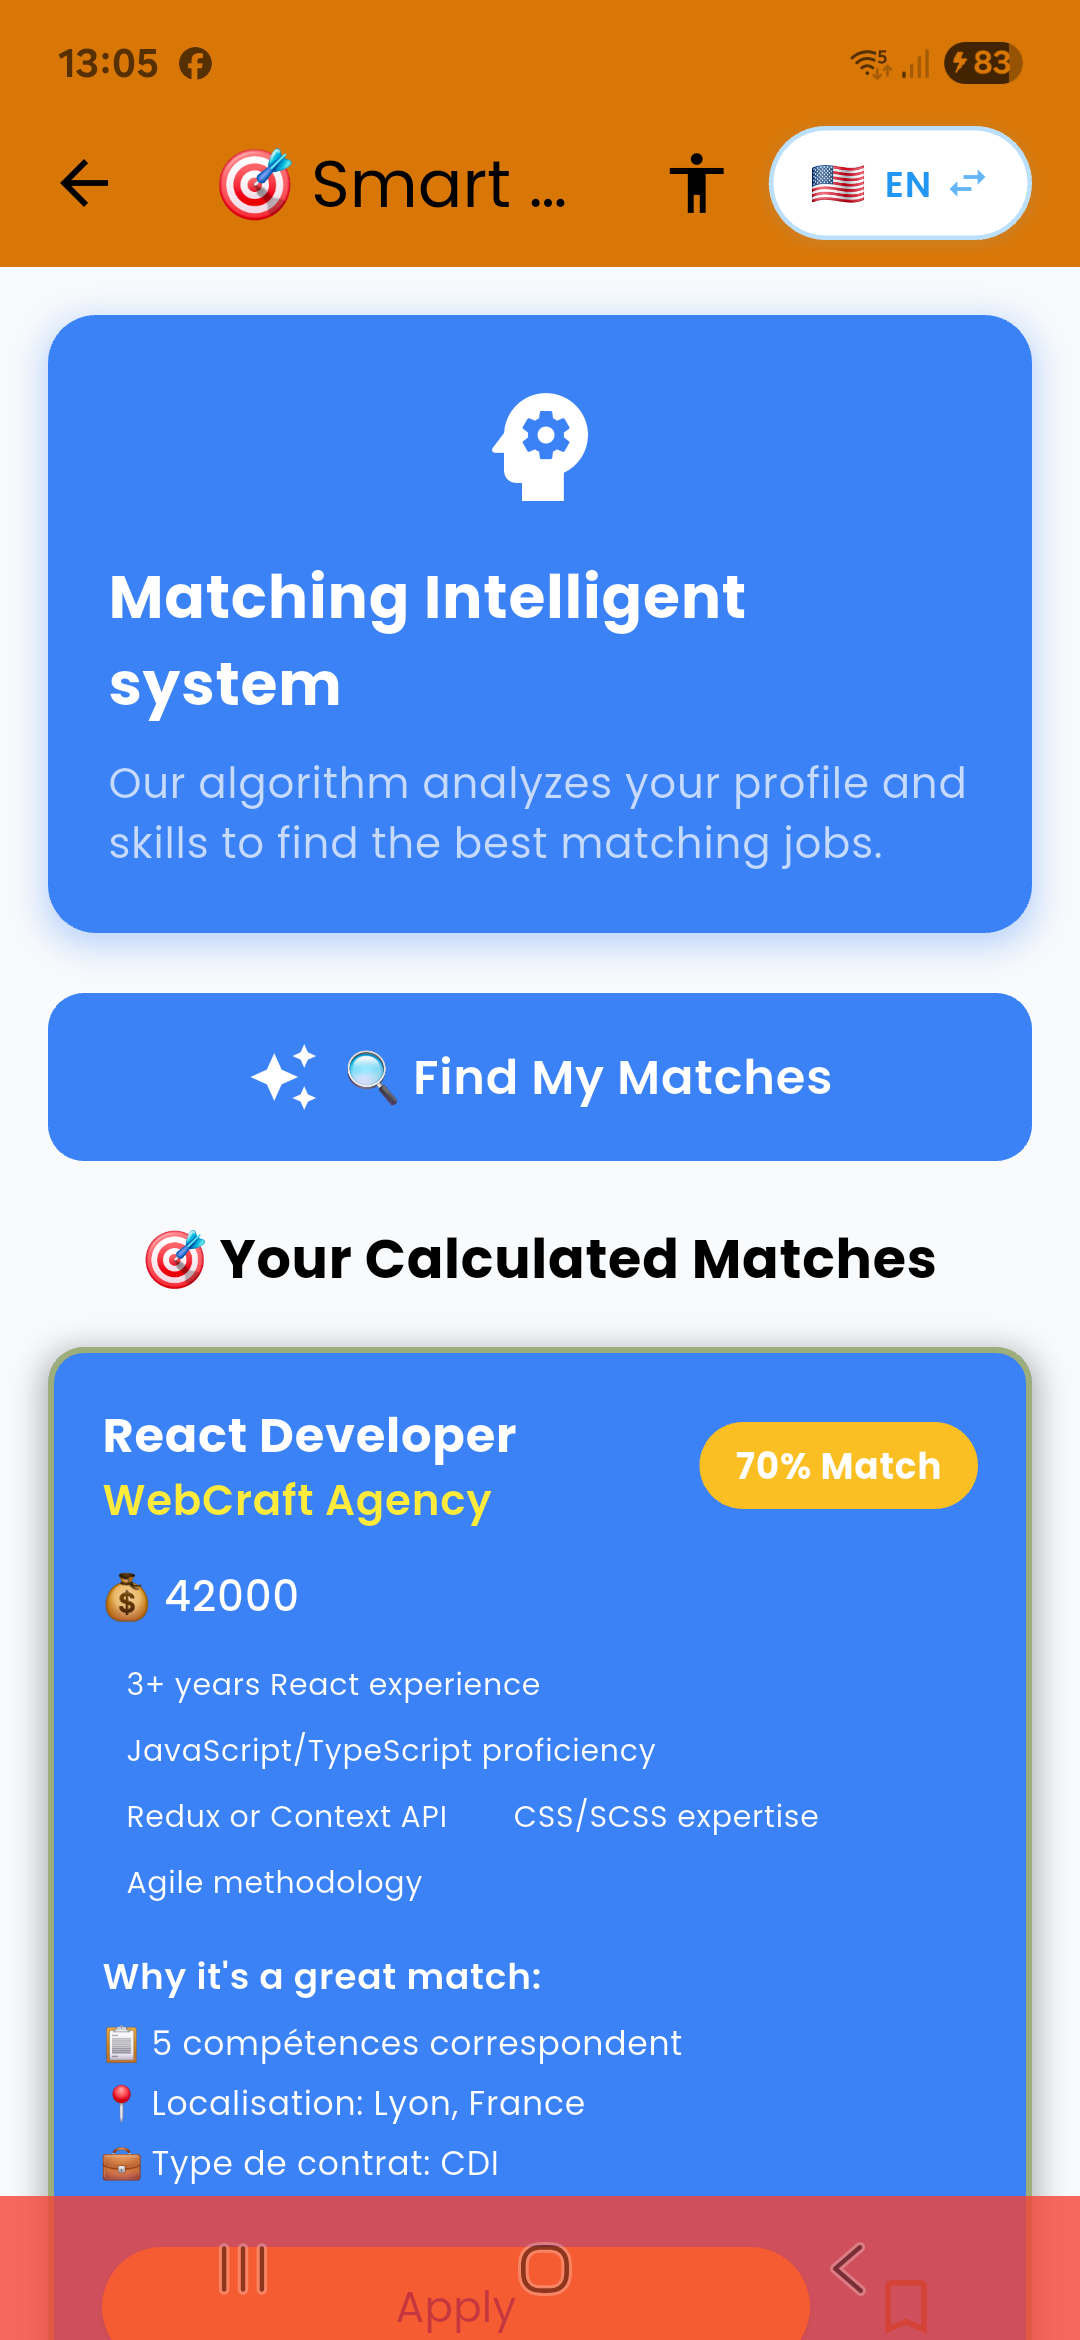 13:05
5
83
Smart ...
EN
Matching Intelligent
system
Our algorithm analyzes your profile and
skills to find the best matching jobs.
Find My Matches
Your Calculated Matches
React Developer
70% Match
WebCraft Agency
42000
3+ years React experience
JavaScript/TypeScript proficiency
Redux or Context API CSS/SCSS expertise
Agile methodology
Why it's a great match:
5 compétences correspondent
Localisation: Lyon, France
Type de contrat: CDI
Apply